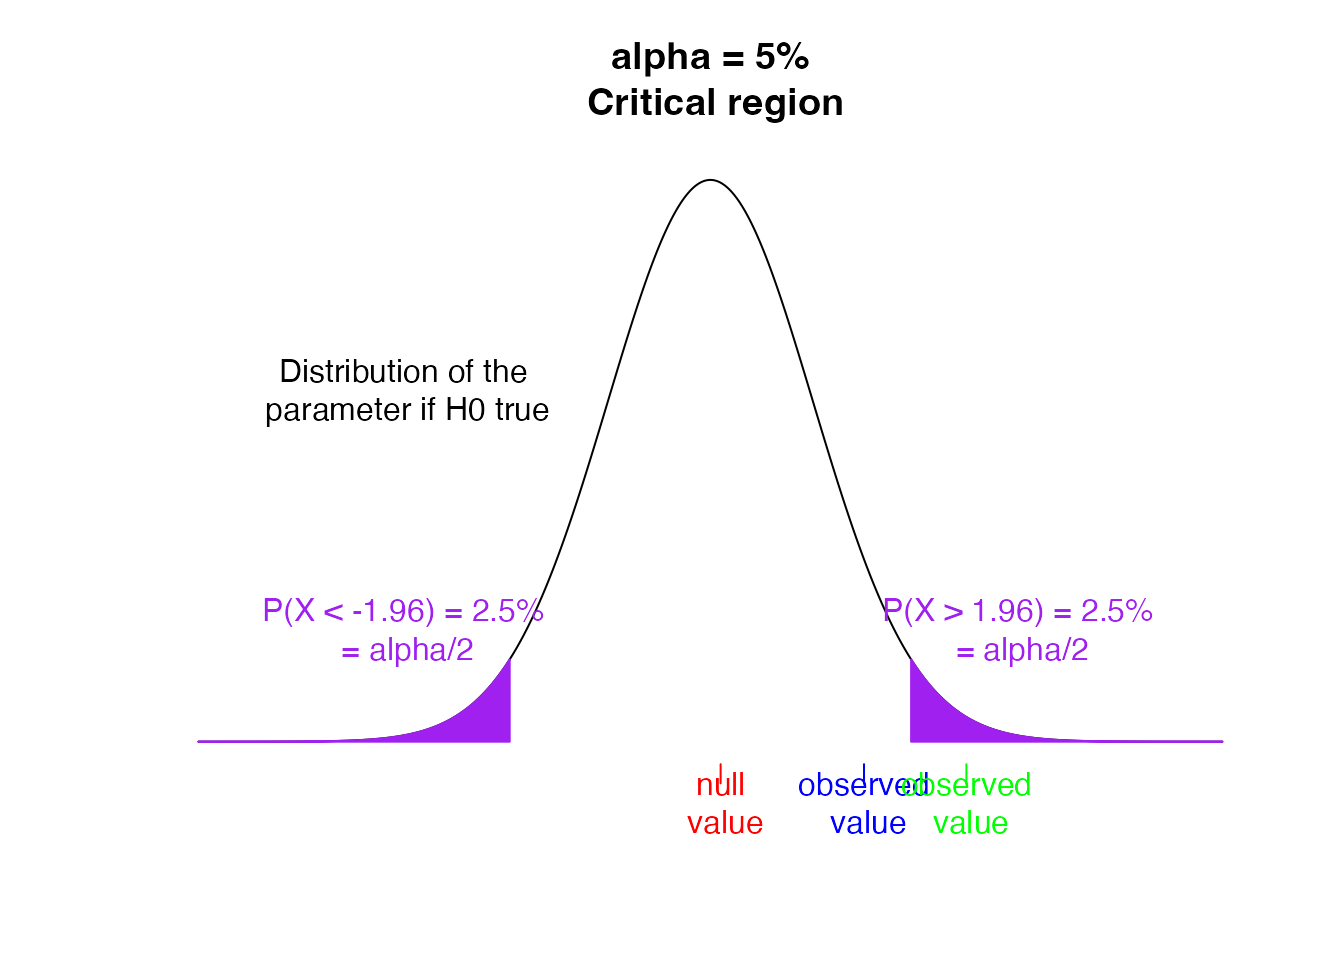 alpha = 5%
Critical region
Distribution of the
parameter if H0 true
P(X < -1.96) = 2.5%
= alpha/2
P(X > 1.96) = 2.5%
= alpha/2
null
value
observed
value
observed
value